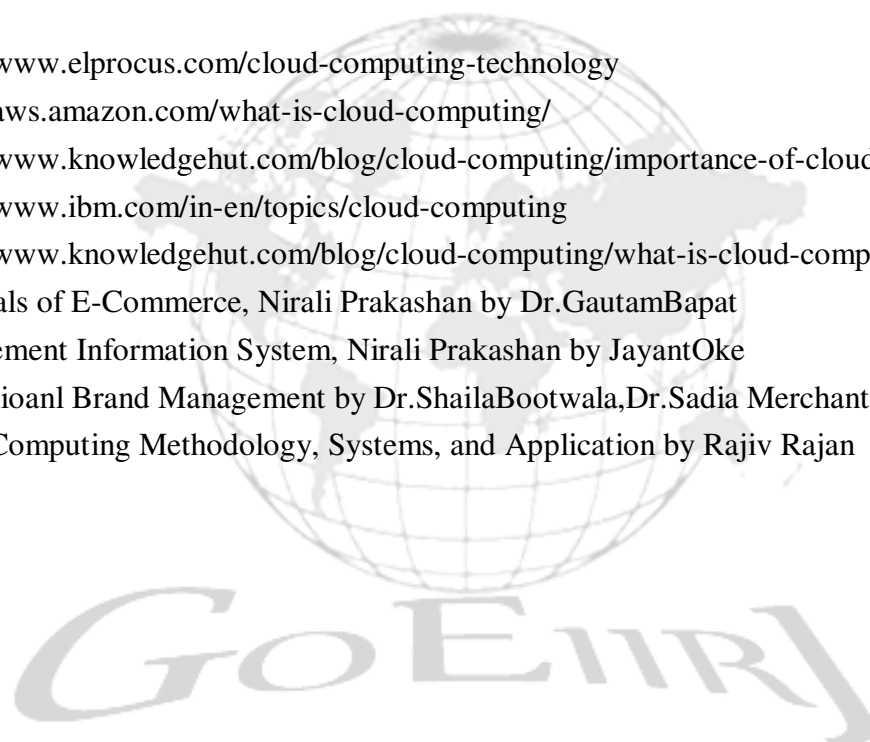 www.elprocus.com/cloud-computing-technology
aws.amazon.com/what-is-cloud-computing/
www.knowledgehut.com/blog/cloud-computing/importance-of-cloud
www.ibm.com/in-en/topics/cloud-computing
www.knowledgehut.com/blog/cloud-computing/what-is-cloud-comp
als of E-Commerce, Nirali Prakashan by Dr.GautamBapat
ement Information System, Nirali Prakashan by JayantOke
ioanl Brand Management by Dr.ShailaBootwala,Dr.Sadia Merchant
Computing Methodology, Systems, and Application by Rajiv Rajan
GOEIIRJ